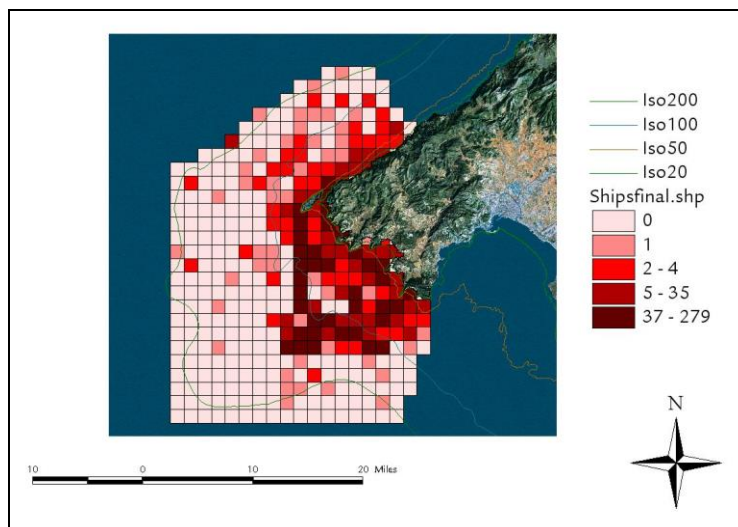 Iso200
Iso100
Iso50
Iso20
Shipsfinal.shp
0
1
2 - 4
5 - 35
37 - 279
N
10 0 10 20 Miles